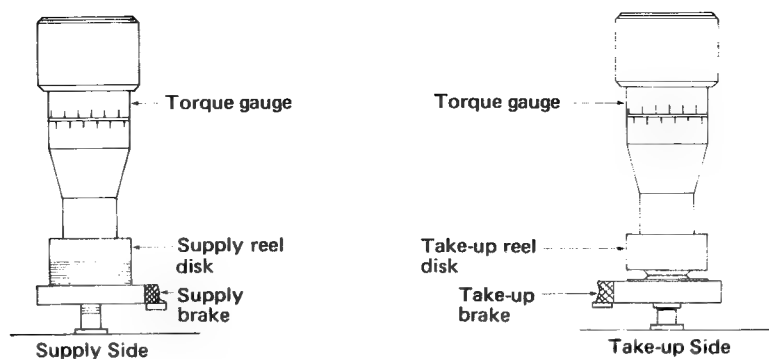 Torque gauge
Supply reel
disk
Supply
brake
Supply Side
Torque gauge
Take-up reel
disk
Take-up
brake
Take-up Side